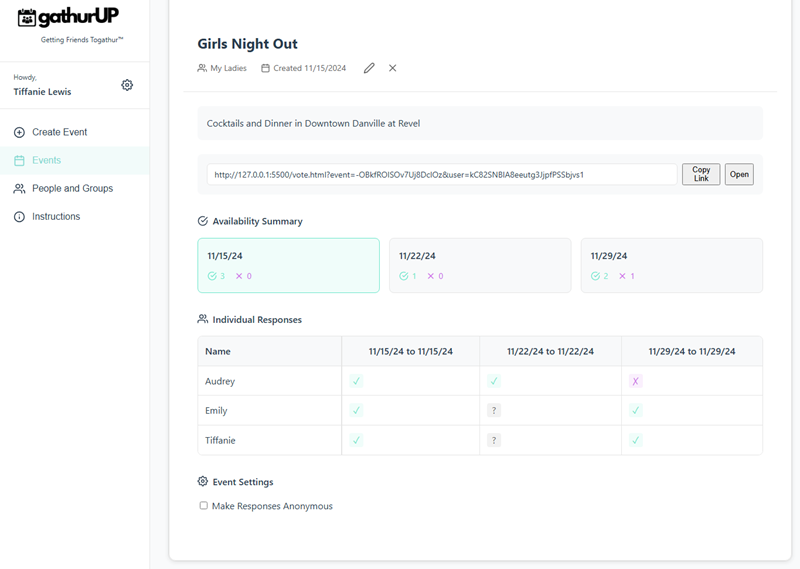 gathurUP
Getting Friends Togathur™
Howdy,
Tiffanie Lewis
Create Event
Events
People and Groups
Instructions
Girls Night Out
My Ladies Created 11/15/2024
Cocktails and Dinner in Downtown Danville at Revel
http://127.0.0.1:5500/vote.html?event=-OBkfROISOv7Uj8DcIOz&user=kC82SNBIA8eeutg3JjpfPSSbjvs1
Copy Link
Open
Availability Summary
11/15/24 11/22/24 11/29/24
3 X 0 1 X 0 2 X 1
Individual Responses
Name 11/15/24 to 11/15/24 11/22/24 to 11/22/24 11/29/24 to 11/29/24
Audrey ✓ ✓ X
Emily ✓ ? ✓
Tiffanie ✓ ? ✓
Event Settings
Make Responses Anonymous